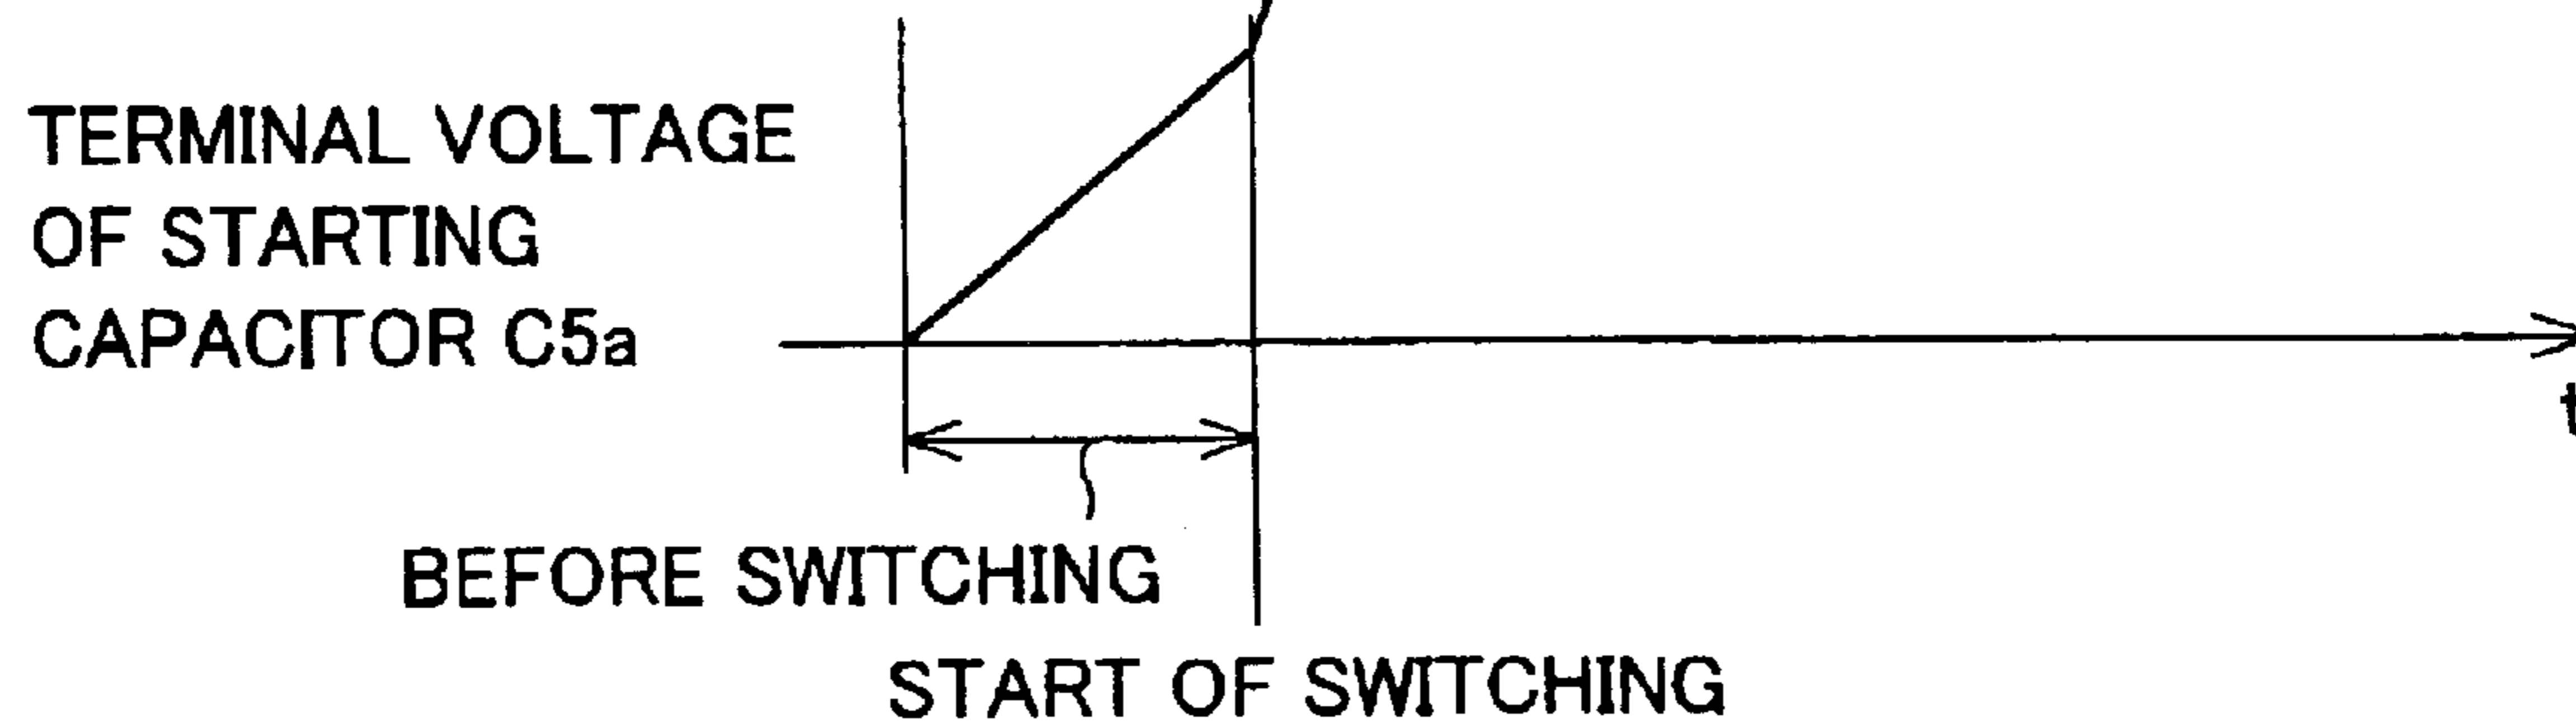 TERMINAL VOLTAGE
OF STARTING
CAPACITOR C5a
t
BEFORE SWITCHING
START OF SWITCHING